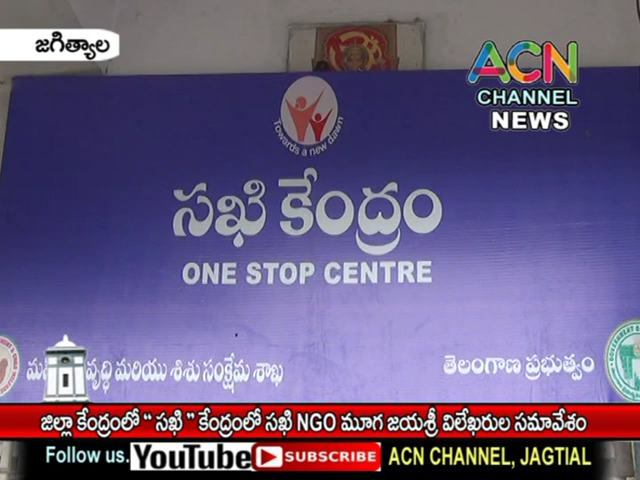 జగిత్యాల
ACN
CHANNEL
NEWS
Towards a new dawn
సఖి కేంద్రం
ONE STOP CENTRE
వృద్ధి మరియు శిశు సంక్షేమ శాఖ
తెలంగాణ ప్రభుత్వం
జిల్లా కేంద్రంలో “ సఖి ” కేంద్రంలో సఖి NGO మూగ జయశ్రీ విలేఖరుల సమావేశం
Follow us. YouTube SUBSCRIBE ACN CHANNEL, JAGTIAL